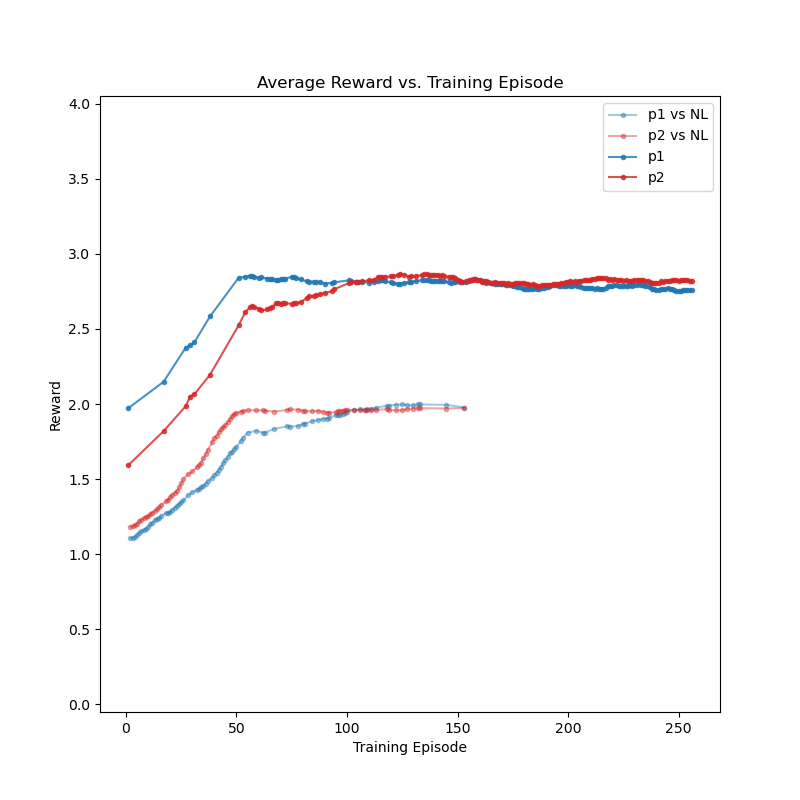 Average Reward vs. Training Episode
p1 vs NL
p2 vs NL
p1
p2
4.0
3.5
3.0
2.5
2.0
1.5
1.0
0.5
0.0
Reward
0 50 100 150 200 250
Training Episode